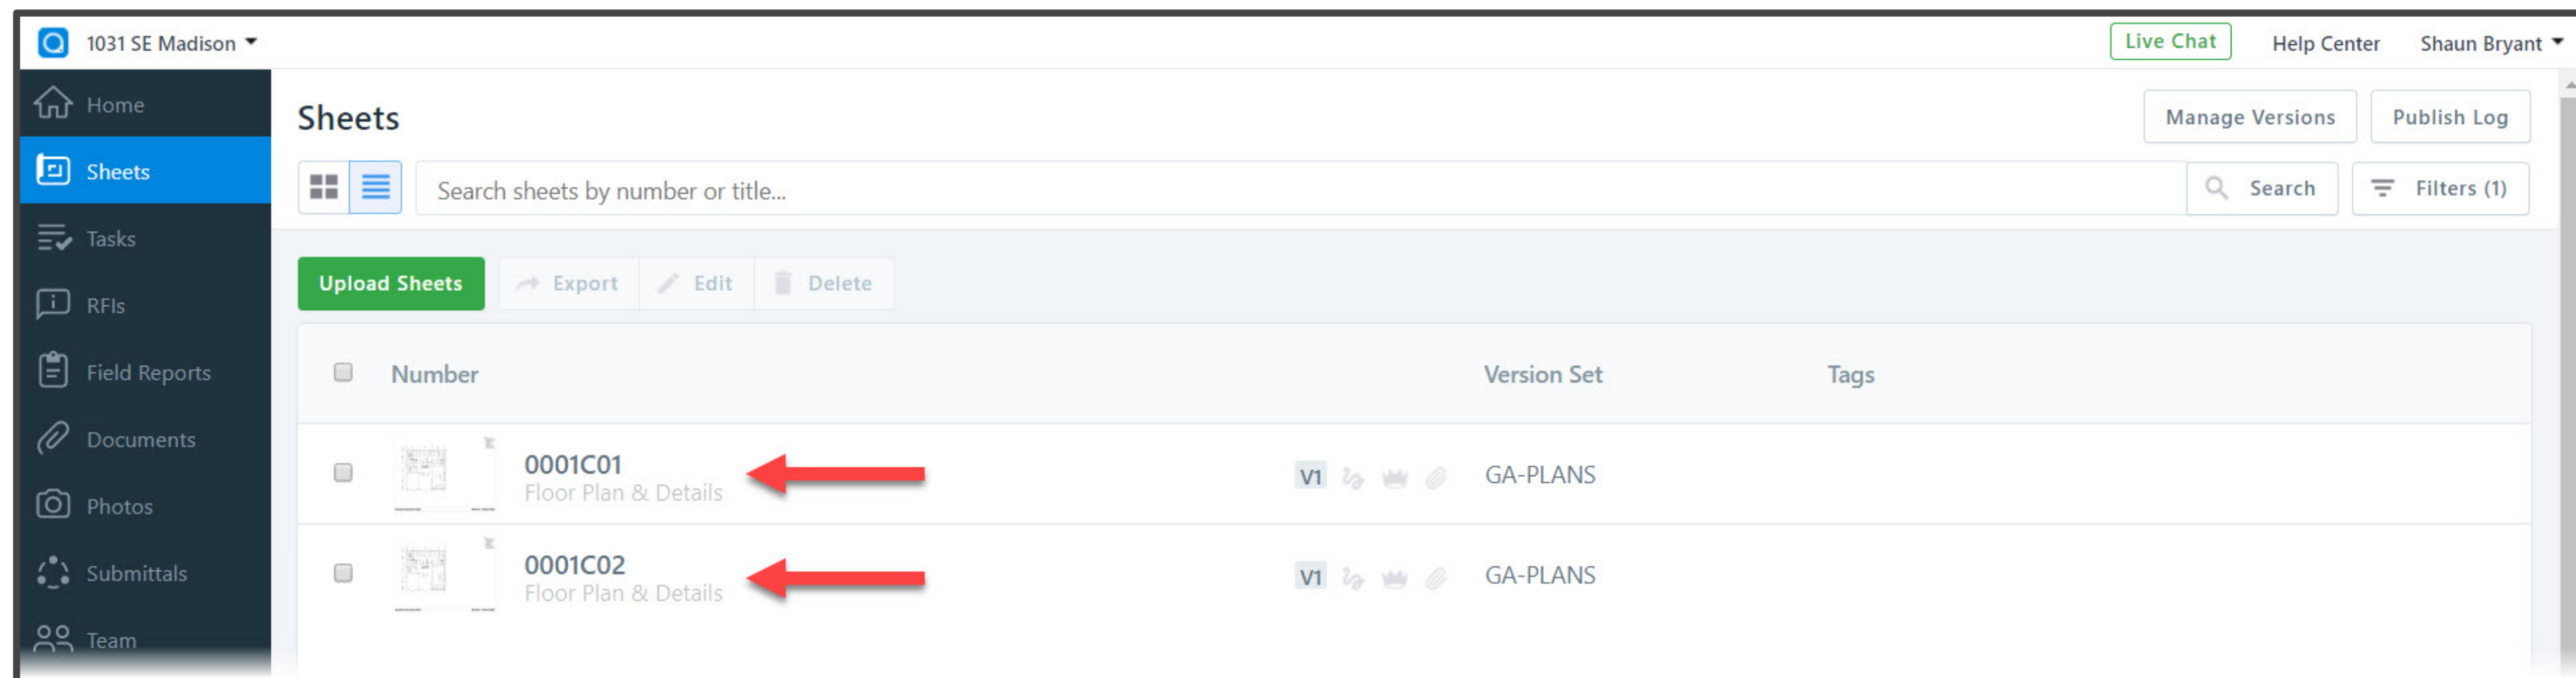 1031 SE Madison
Live Chat
Help Center
Shaun Bryant
Home
Sheets
Tasks
RFIs
Field Reports
Documents
Photos
Submittals
Team
Sheets
Manage Versions
Publish Log
Search sheets by number or title...
Search
Filters (1)
Upload Sheets
Export
Edit
Delete
Number
Version Set
Tags
0001C01
Floor Plan & Details
V1
GA-PLANS
0001C02
Floor Plan & Details
V1
GA-PLANS